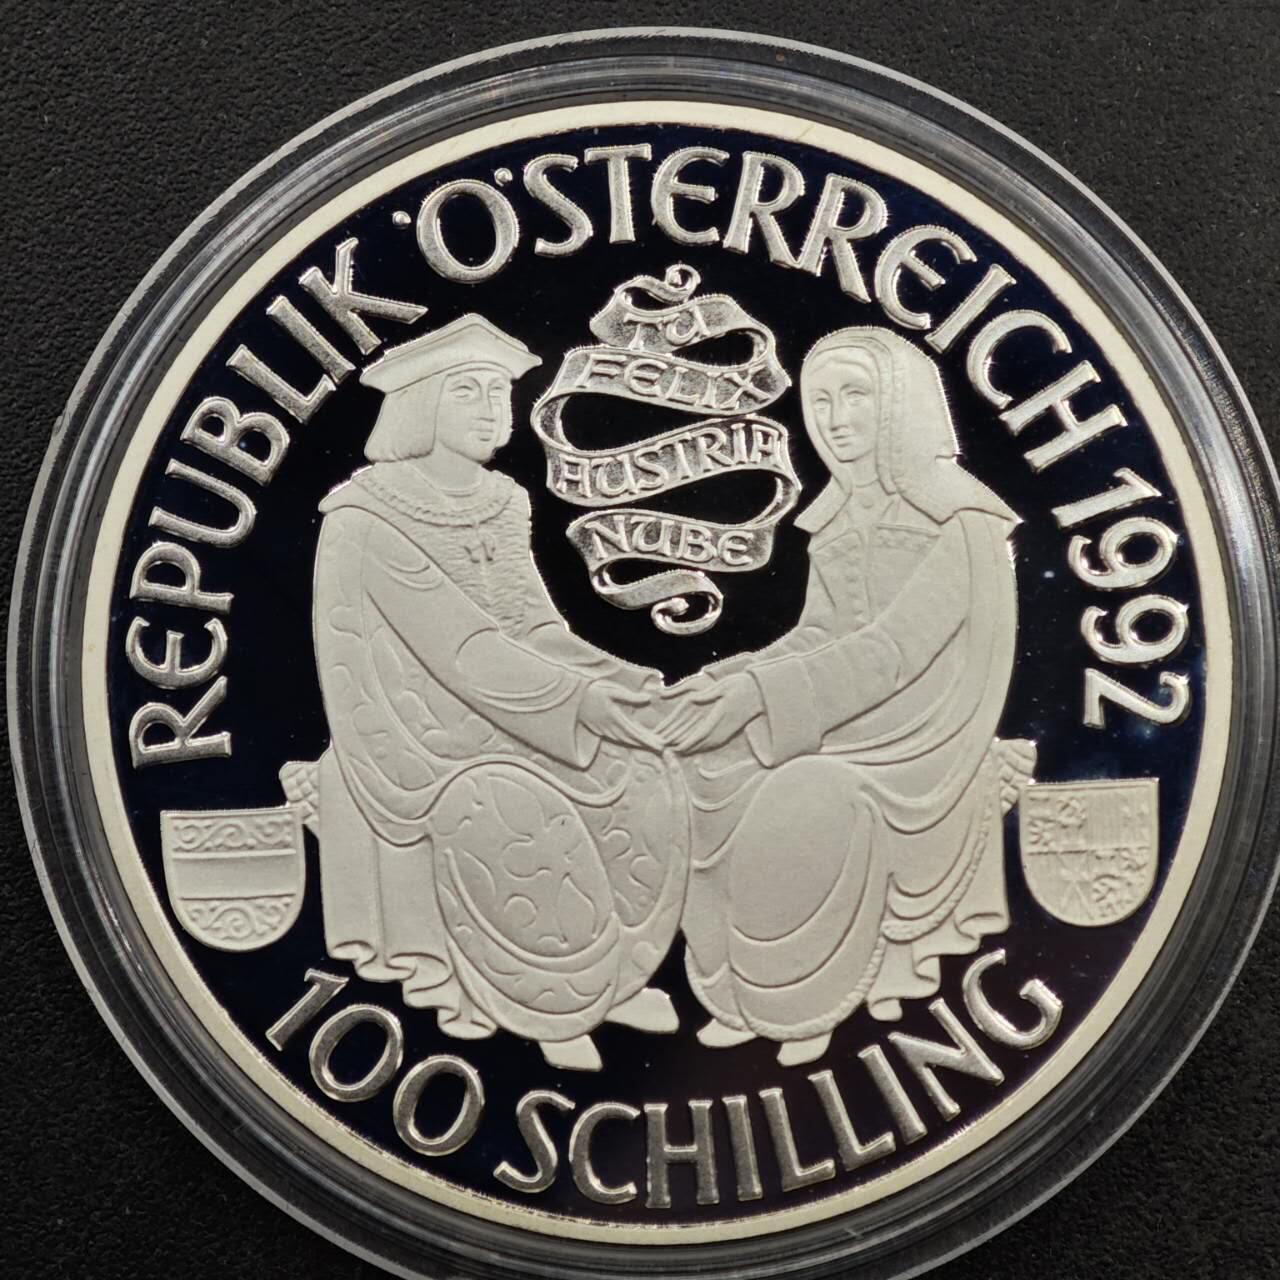 REPUBLIK ÖSTERREICH 1992
TU
FELIX
AUSTRIA
NUBE
100 SCHILLING